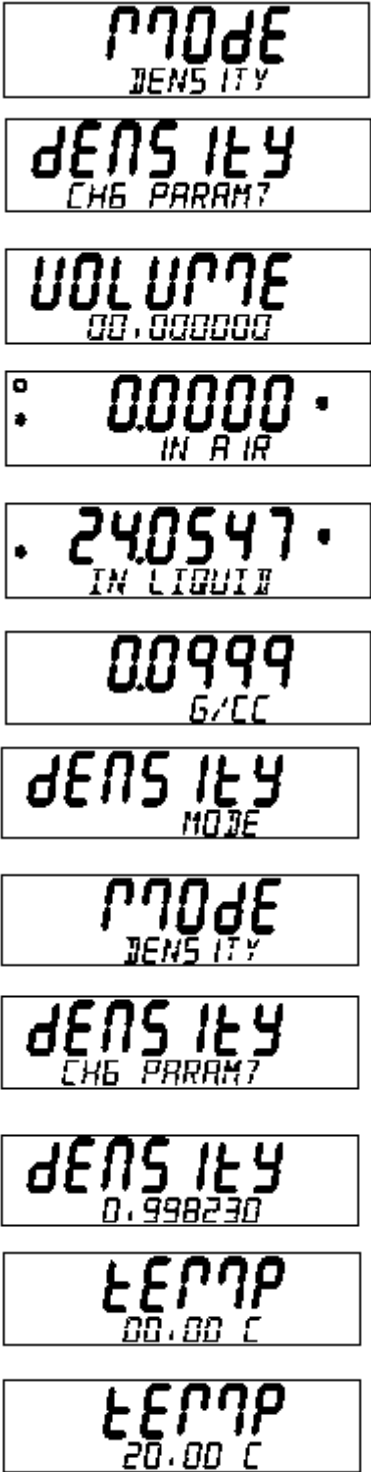 MOdE
DENSITY
dENSItY
CHG PARAM?
VOLUME
00.000000
0.0000
IN AIR
24.0547
IN LIQUID
0.0999
G/CC
dENSItY
MODE
MOdE
DENSITY
dENSItY
CHG PARAM?
dENSItY
0.998230
tEMP
00.00 C
tEMP
20.00 C